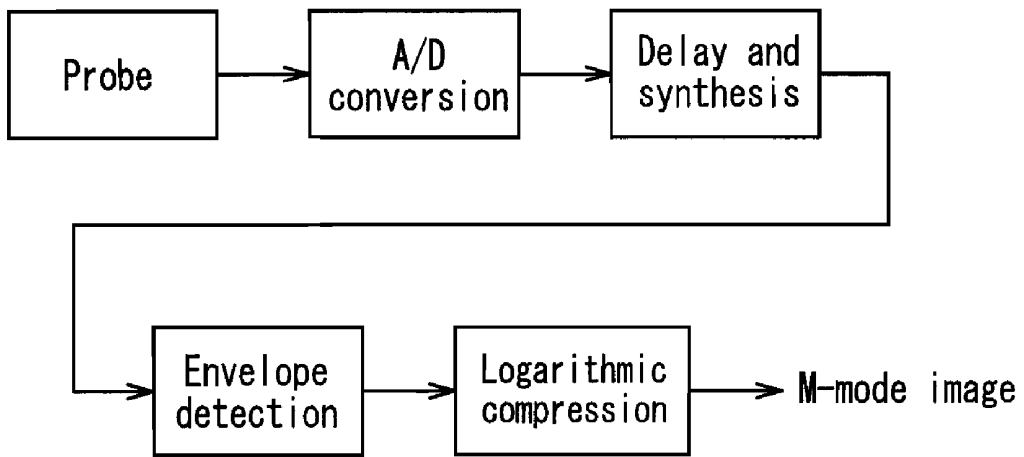 Probe
A/D
conversion
Delay and
synthesis
Envelope
detection
Logarithmic
compression
M-mode image